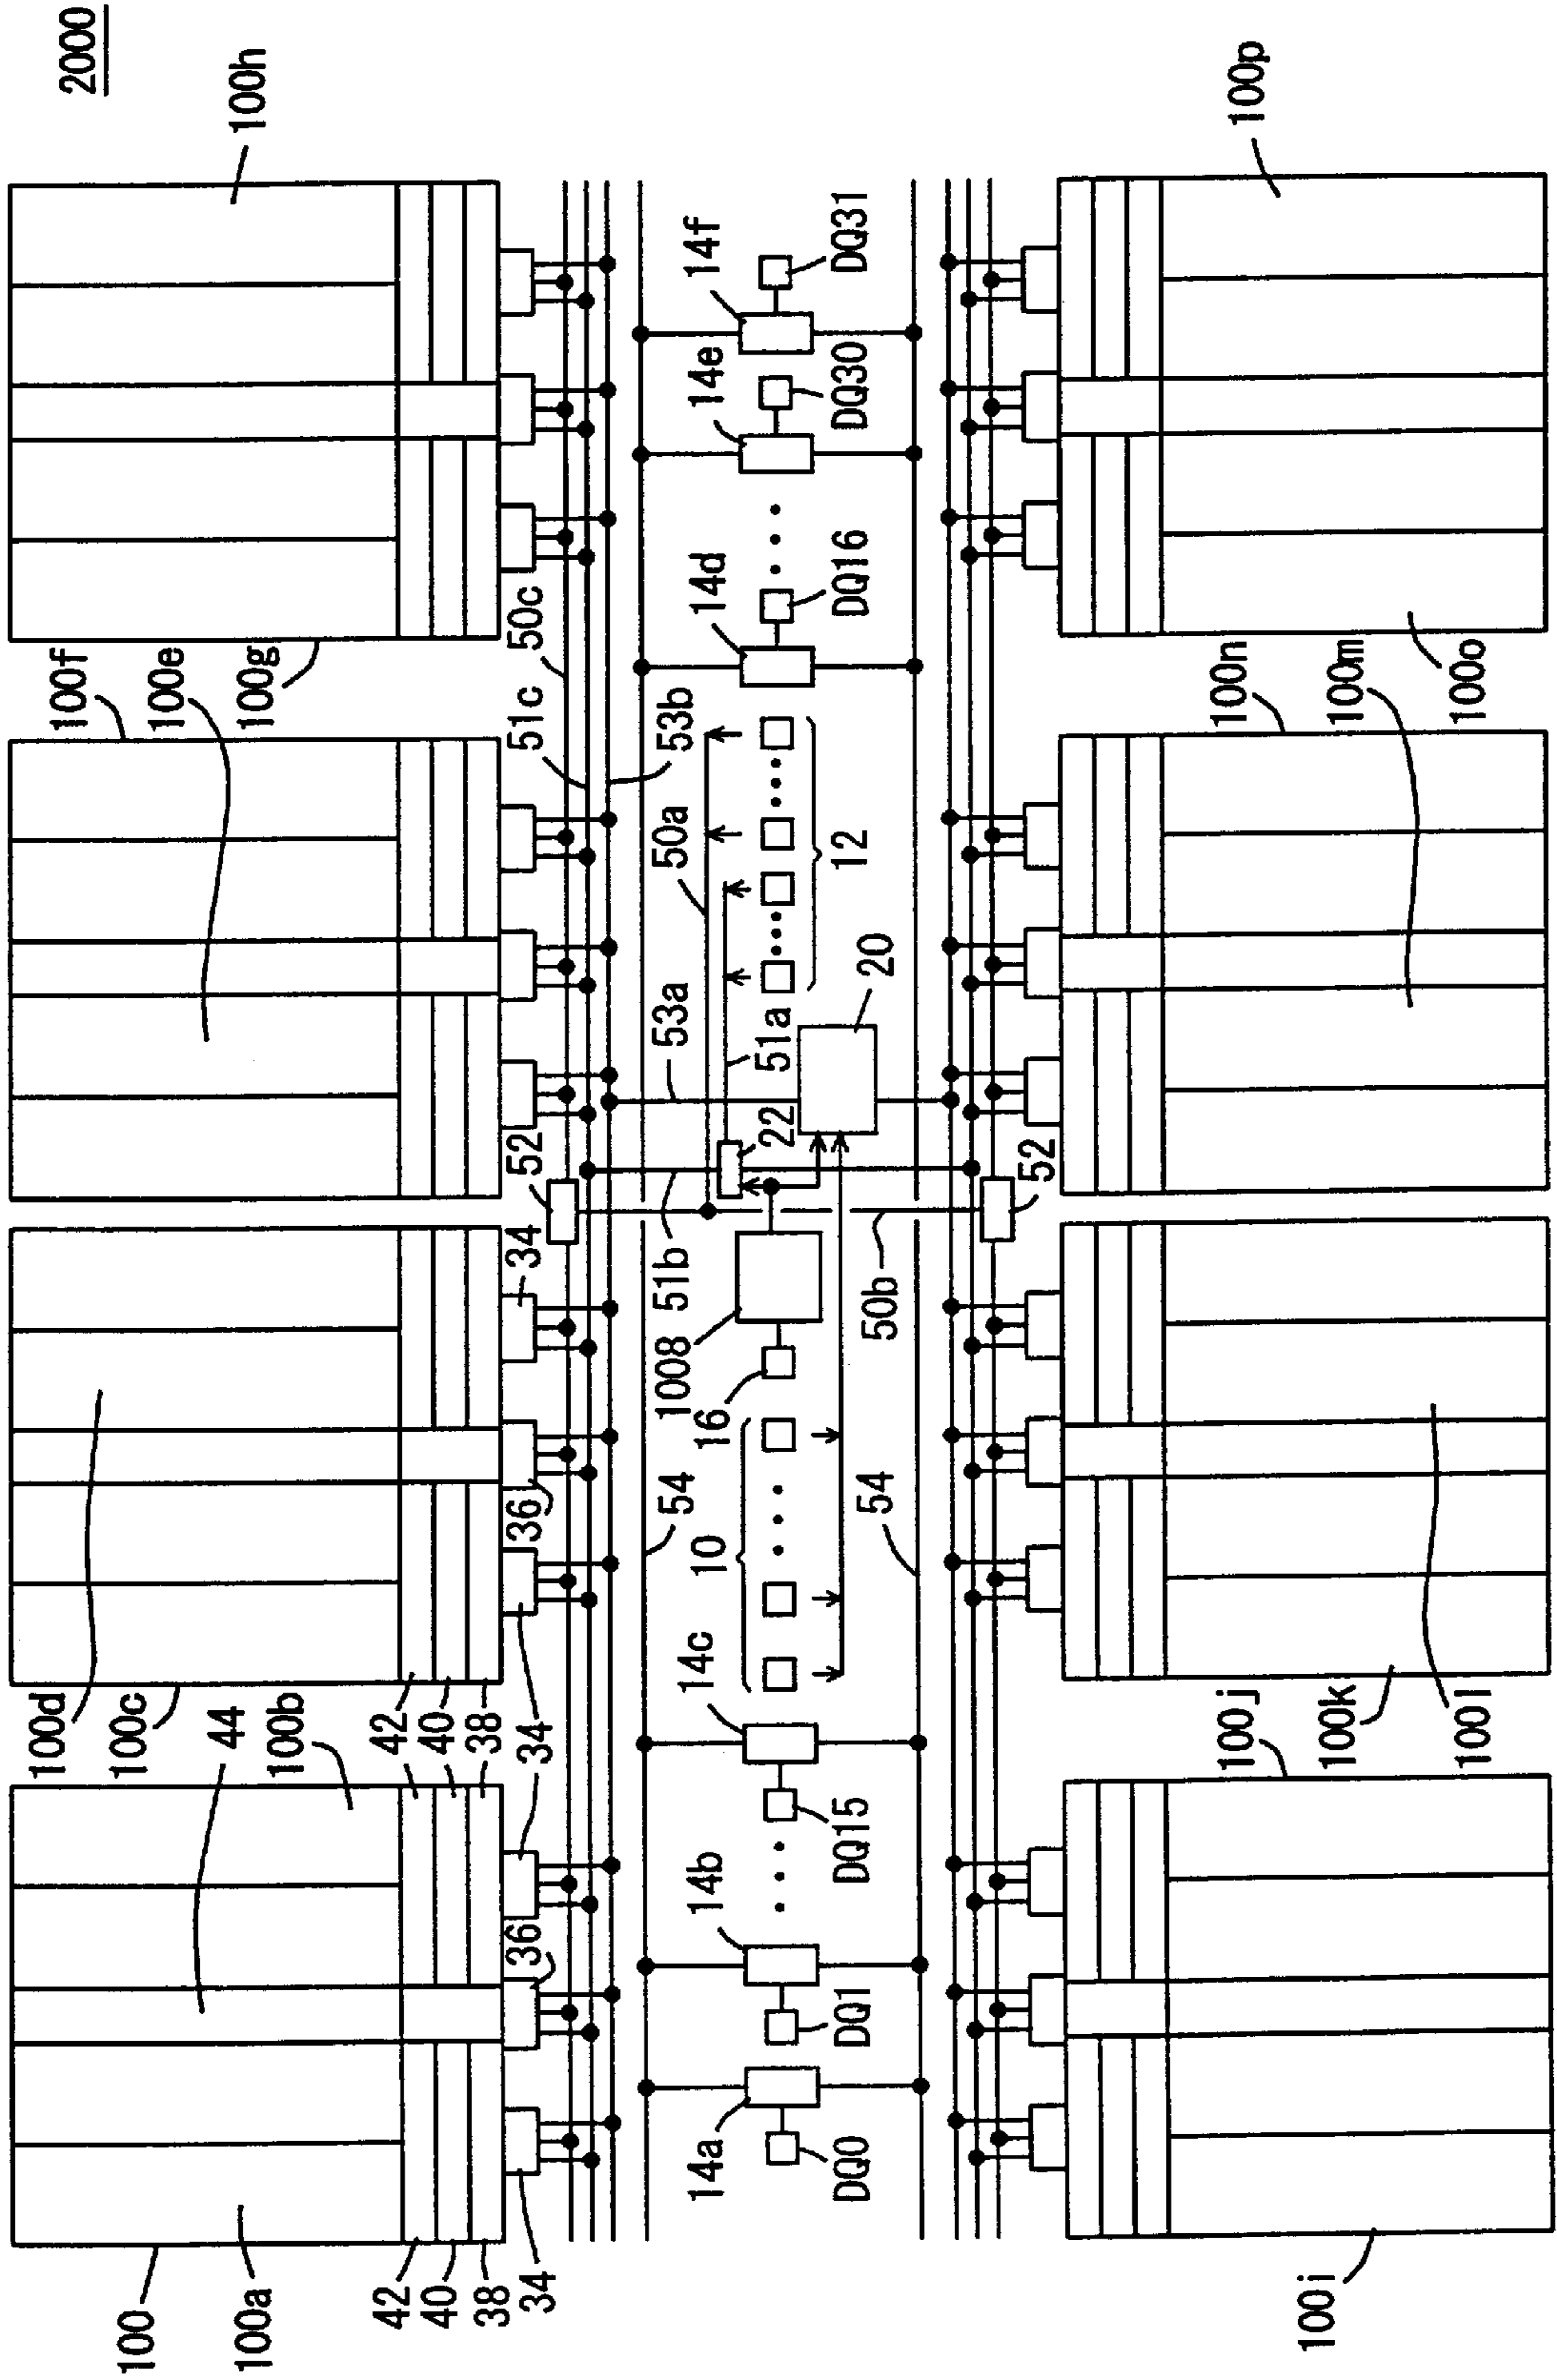 2000
100d
100f
100
100c
100e
44
100a
100b
100g
100h
42
42
40
40
38
38
34
36
34
34
36
34
52
51c
50c
54
51b
53a
50a
53b
14a
14b
14c
10
16
1008
22
51a
14d
14e
14f
DQ0
DQ1
DQ15
54
50b
20
12
DQ16
DQ30
DQ31
52
100j
100n
100p
100i
100k
100m
100l
100o